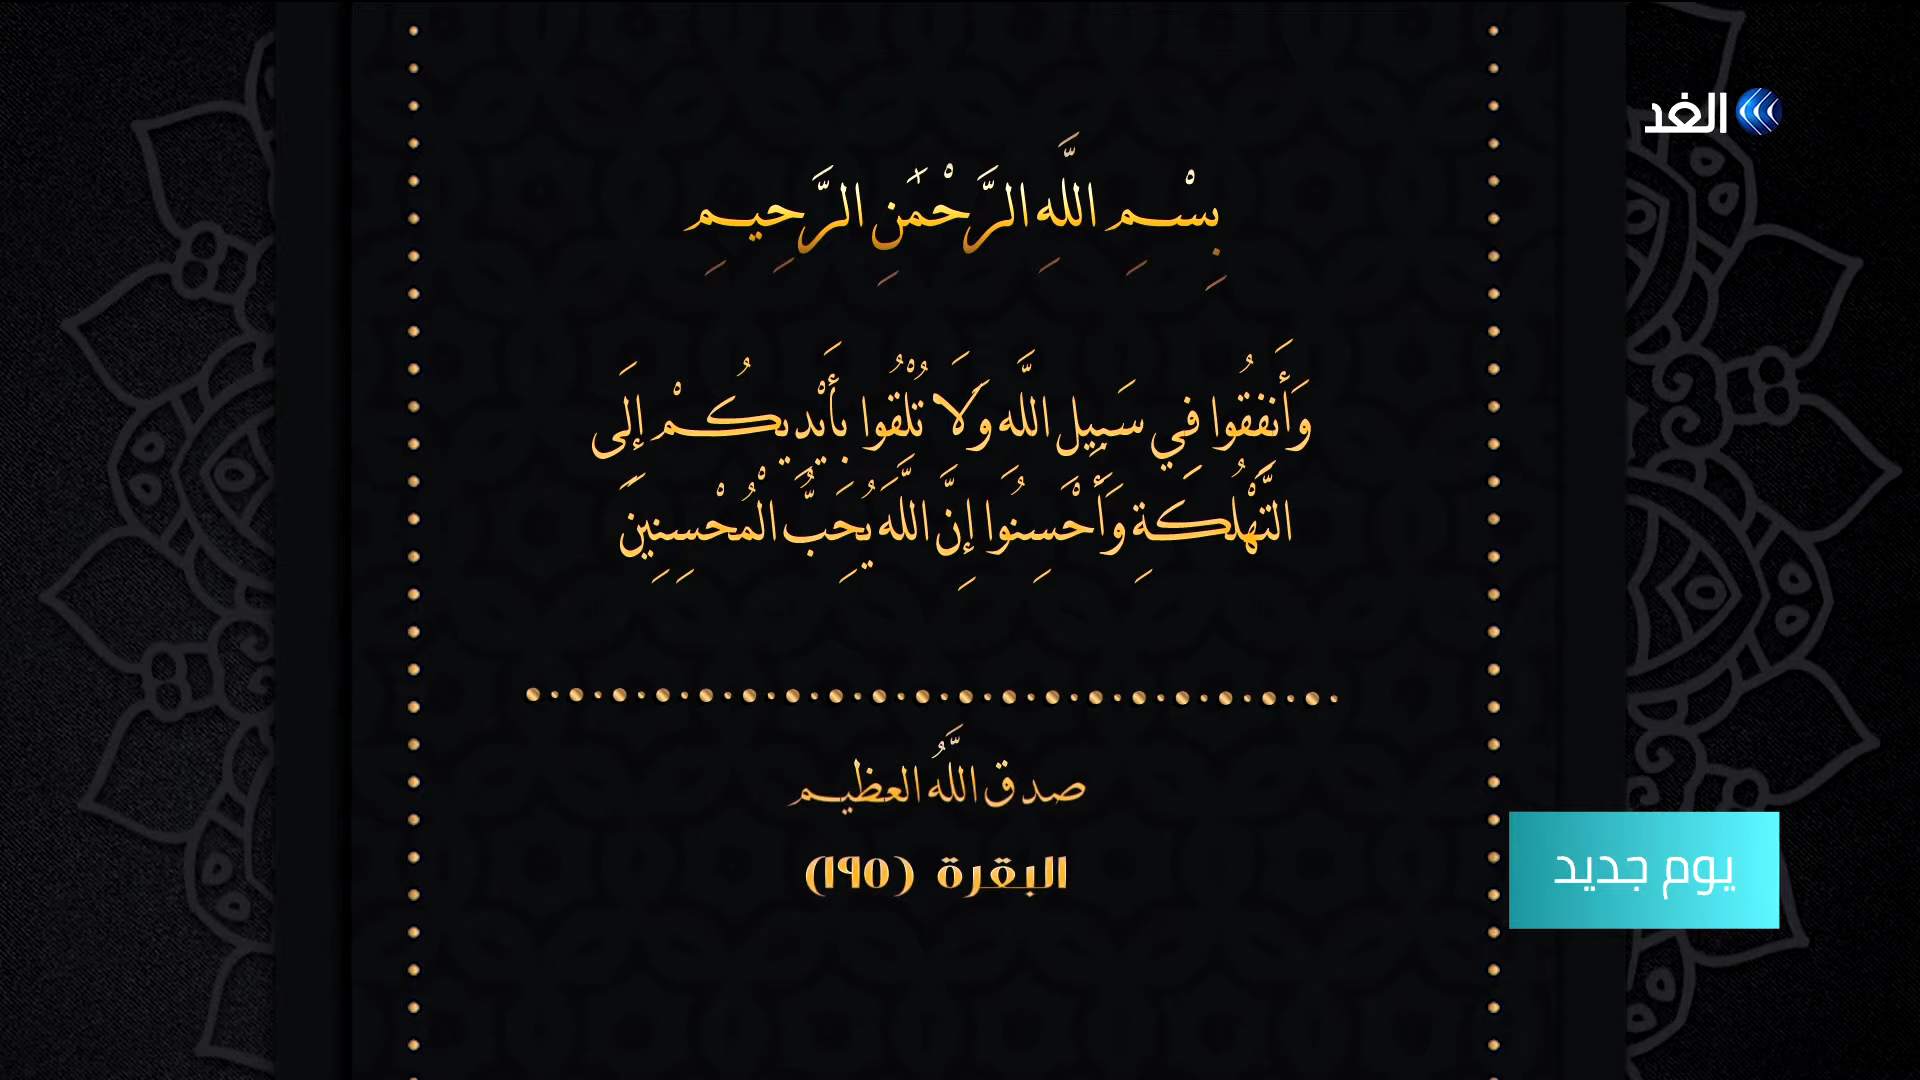 الغد
بِسْمِ اللَّهِ الرَّحْمَٰنِ الرَّحِيمِ
وَأَنفِقُوا فِي سَبِيلِ اللَّه وَلَا تُلْقُوا بِأَيْدِيكُمْ إِلَى
التَّهْلُكَةِ وَأَحْسِنُوا إِنَّ اللَّهَ يُحِبُّ الْمُحْسِنِينَ
صدق اللَّهُ العظيم
البقرة (١٩٥)
يوم جديد